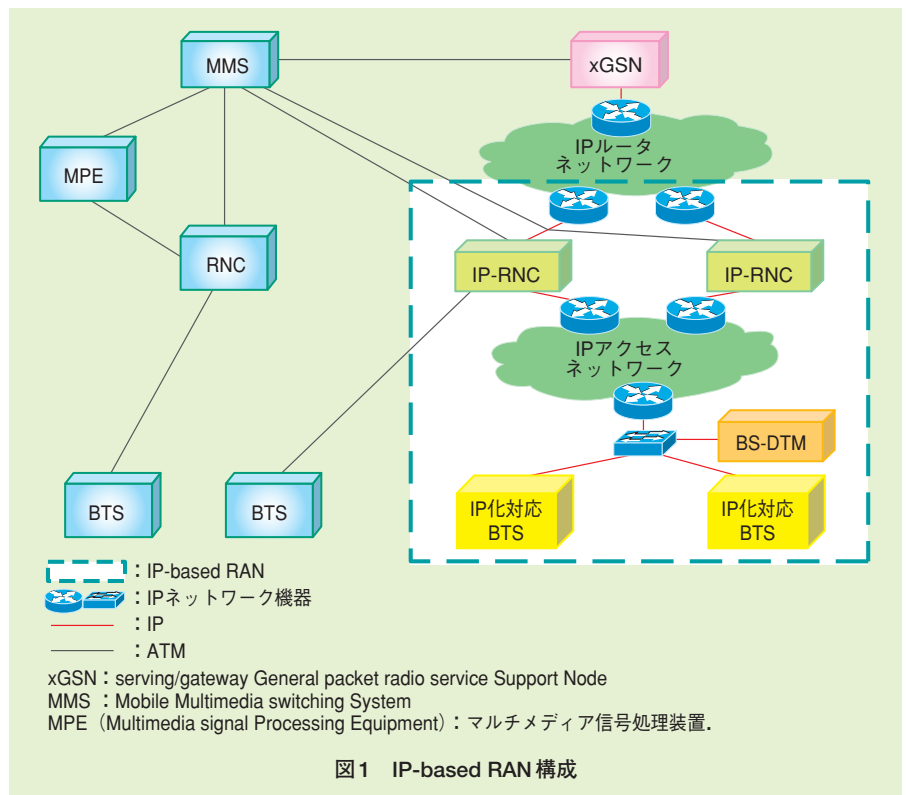 MMS
xGSN
IPルータ
ネットワーク
MPE
RNC
IP-RNC
IP-RNC
IPアクセス
ネットワーク
BS-DTM
BTS
BTS
IP化対応
BTS
IP化対応
BTS
：IP-based RAN
：IPネットワーク機器
：IP
：ATM
xGSN：serving/gateway General packet radio service Support Node
MMS ：Mobile Multimedia switching System
MPE（Multimedia signal Processing Equipment）：マルチメディア信号処理装置．
図1 IP-based RAN構成